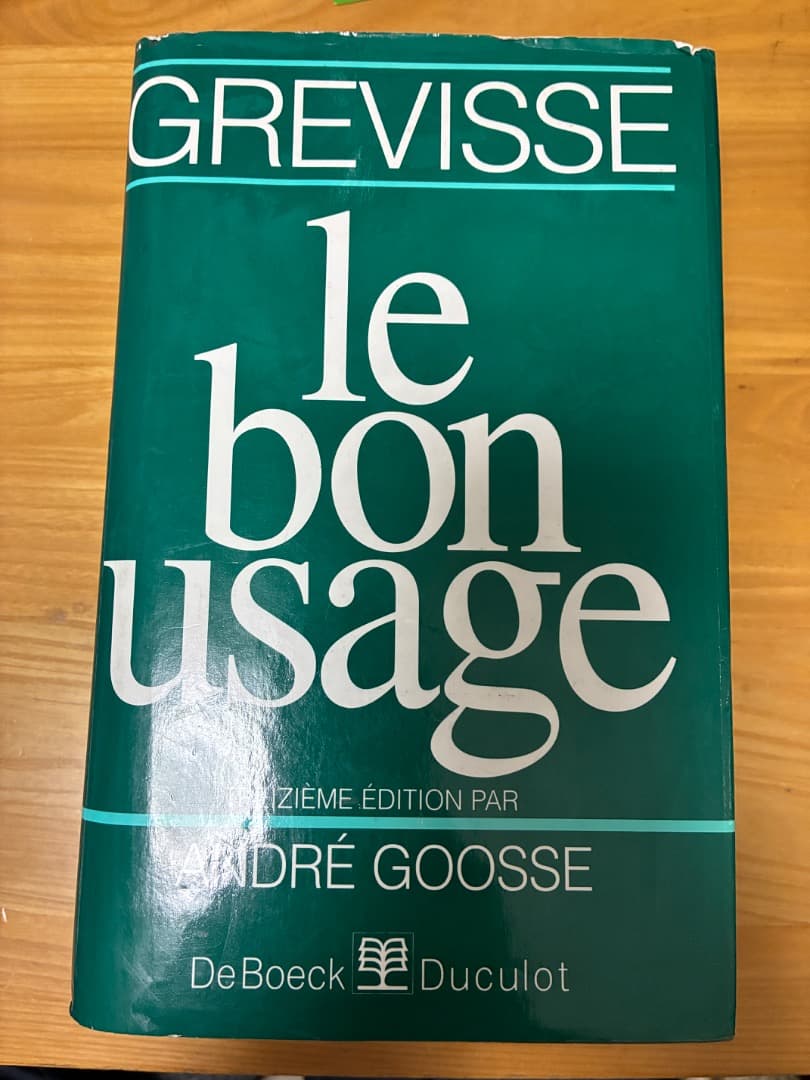 GREVISSE
le
bon
usage
ÉDITION PAR
ANDRÉ GOOSSE
DeBoeck Duculot